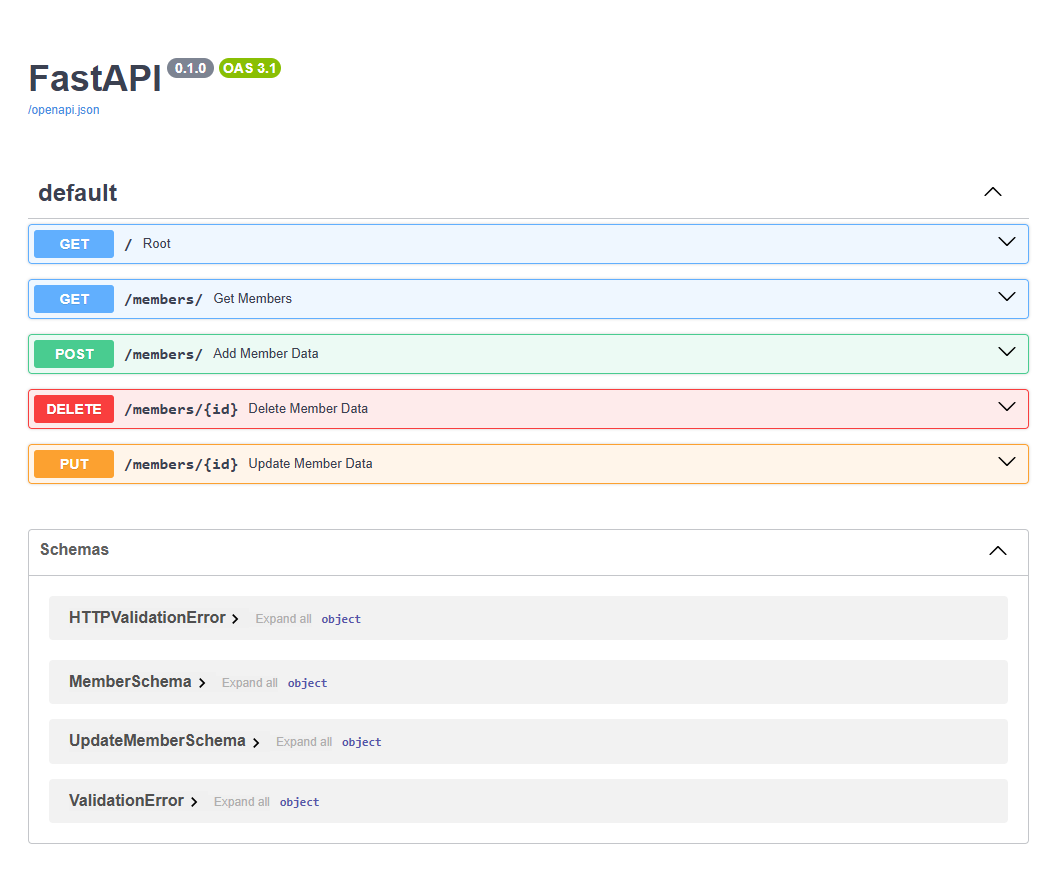 FastAPI 0.1.0 OAS 3.1
/openapi.json
default
GET / Root
GET /members/ Get Members
POST /members/ Add Member Data
DELETE /members/{id} Delete Member Data
PUT /members/{id} Update Member Data
Schemas
HTTPValidationError Expand all object
MemberSchema Expand all object
UpdateMemberSchema Expand all object
ValidationError Expand all object